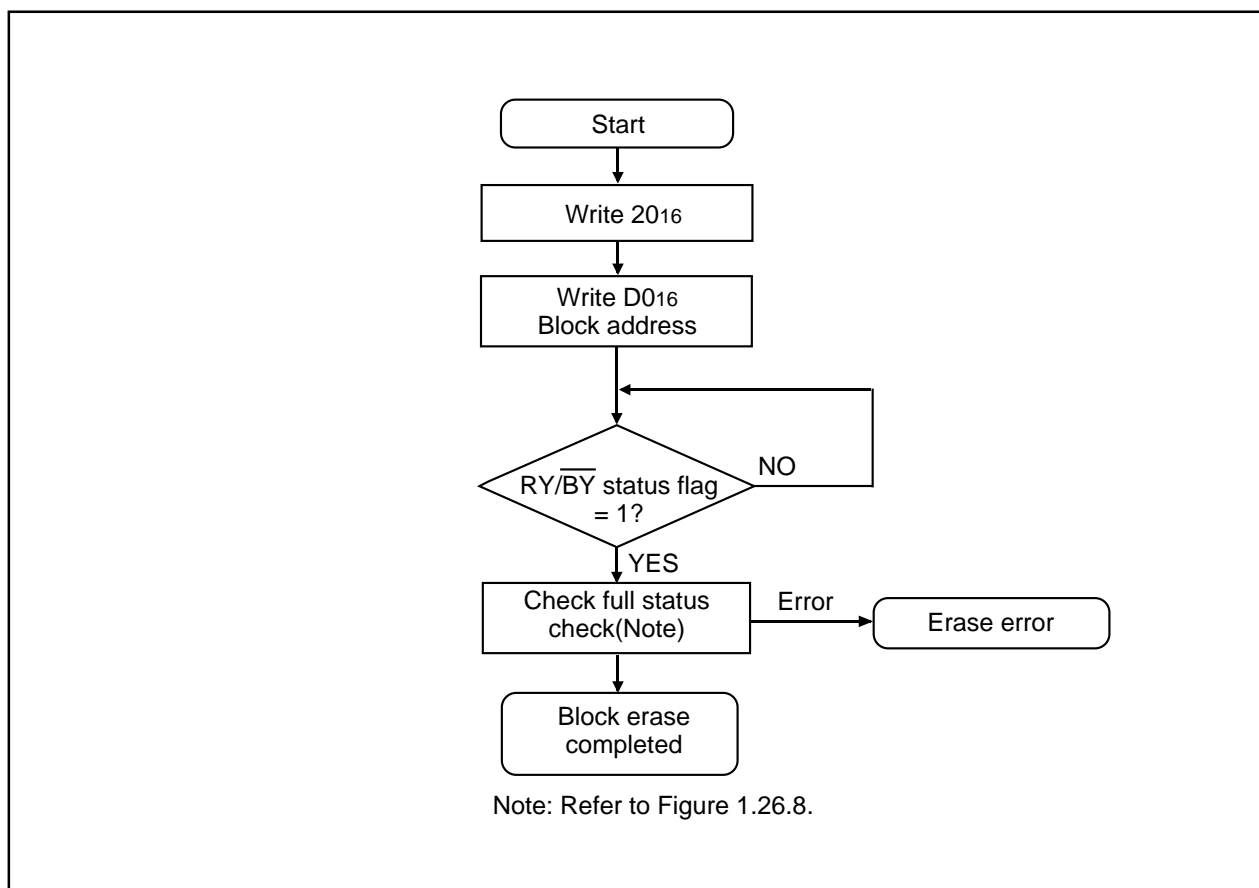 Start
Write 2016
Write D016
Block address
NO
RY/B̅Y̅ status flag
= 1?
YES
Check full status
check(Note)
Error
Erase error
Block erase
completed
Note: Refer to Figure 1.26.8.